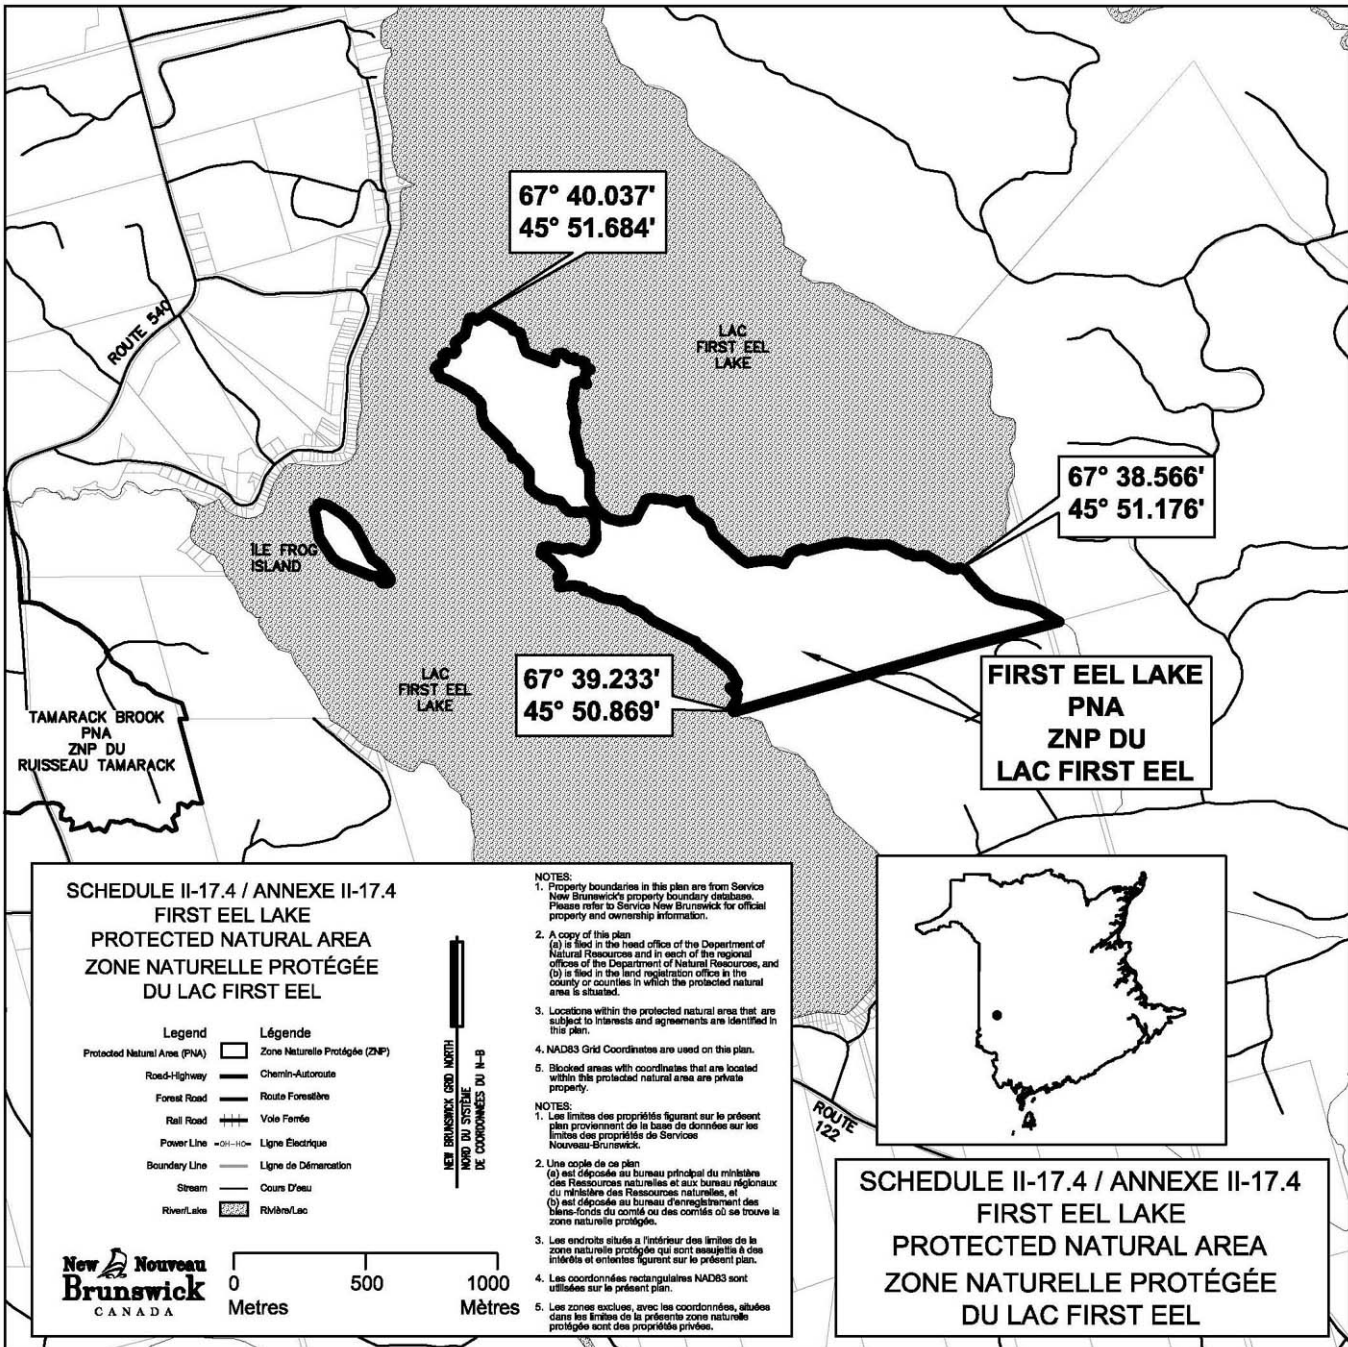 67° 40.037'
45° 51.684'
ROUTE 540
LAC
FIRST EEL
LAKE
67° 38.566'
45° 51.176'
ÎLE FROG
ISLAND
LAC
FIRST EEL
LAKE
67° 39.233'
45° 50.869'
FIRST EEL LAKE
PNA
ZNP DU
LAC FIRST EEL
TAMARACK BROOK
PNA
ZNP DU
RUISSEAU TAMARACK
SCHEDULE II-17.4 / ANNEXE II-17.4
FIRST EEL LAKE
PROTECTED NATURAL AREA
ZONE NATURELLE PROTÉGÉE
DU LAC FIRST EEL
Legend Légende
Protected Natural Area (PNA) Zone Naturelle Protégée (ZNP)
Road-Highway Chemin-Autoroute
Forest Road Route Forestière
Rail Road Voie Ferrée
Power Line -OH-HO- Ligne Électrique
Boundary Line Ligne de Démarcation
Stream Cours D'eau
River/Lake Rivière/Lac
NEW BRUNSWICK GRID NORTH
NORD DU SYSTÈME
DE COORDONNÉES DU N-B
New Nouveau
Brunswick
CANADA
0 500 1000
Metres Mètres
NOTES:
1. Property boundaries in this plan are from Service
New Brunswick's property boundary database.
Please refer to Service New Brunswick for official
property and ownership information.
2. A copy of this plan
(a) is filed in the head office of the Department of
Natural Resources and in each of the regional
offices of the Department of Natural Resources, and
(b) is filed in the land registration office in the
county or counties in which the protected natural
area is situated.
3. Locations within the protected natural area that are
subject to interests and agreements are identified in
this plan.
4. NAD83 Grid Coordinates are used on this plan.
5. Blocked areas with coordinates that are located
within this protected natural area are private
property.
NOTES:
1. Les limites des propriétés figurant sur le présent
plan proviennent de la base de données sur les
limites des propriétés de Services
Nouveau-Brunswick.
2. Une copie de ce plan
(a) est déposée au bureau principal du ministère
des Ressources naturelles et aux bureau régionaux
du ministère des Ressources naturelles, et
(b) est déposée au bureau d'enregistrement des
biens-fonds du comté ou des comtés où se trouve la
zone naturelle protégée.
3. Les endroits situés a l'intérieur des limites de la
zone naturelle protégée qui sont assujettis à des
intérêts et ententes figurent sur le présent plan.
4. Les coordonnées rectangulaires NAD83 sont
utilisées sur le présent plan.
5. Les zones exclues, avec les coordonnées, situées
dans les limites de la présente zone naturelle
protégée sont des propriétés privées.
ROUTE
122
SCHEDULE II-17.4 / ANNEXE II-17.4
FIRST EEL LAKE
PROTECTED NATURAL AREA
ZONE NATURELLE PROTÉGÉE
DU LAC FIRST EEL